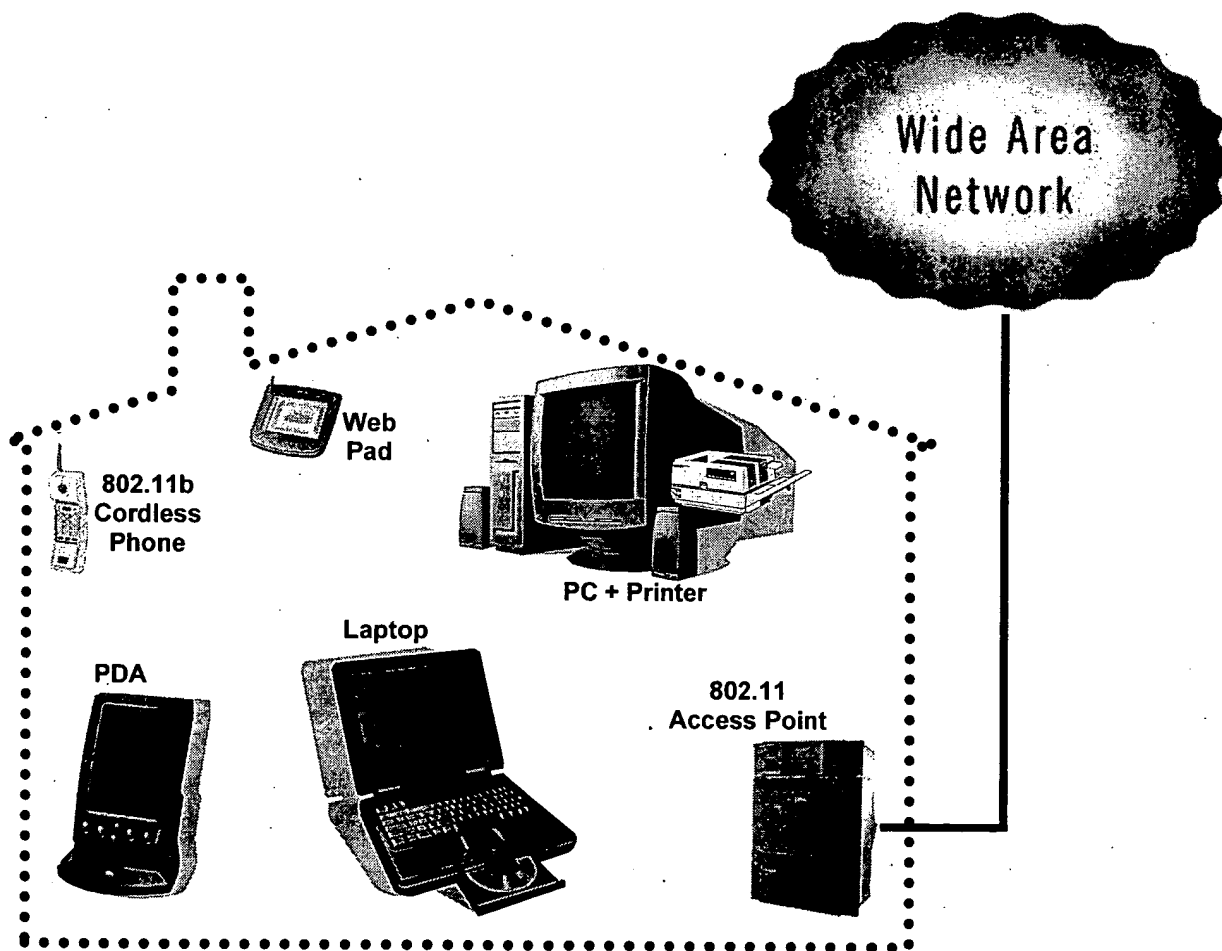 Wide Area
Network
Web
Pad
802.11b
Cordless
Phone
PC + Printer
Laptop
PDA
802.11
Access Point